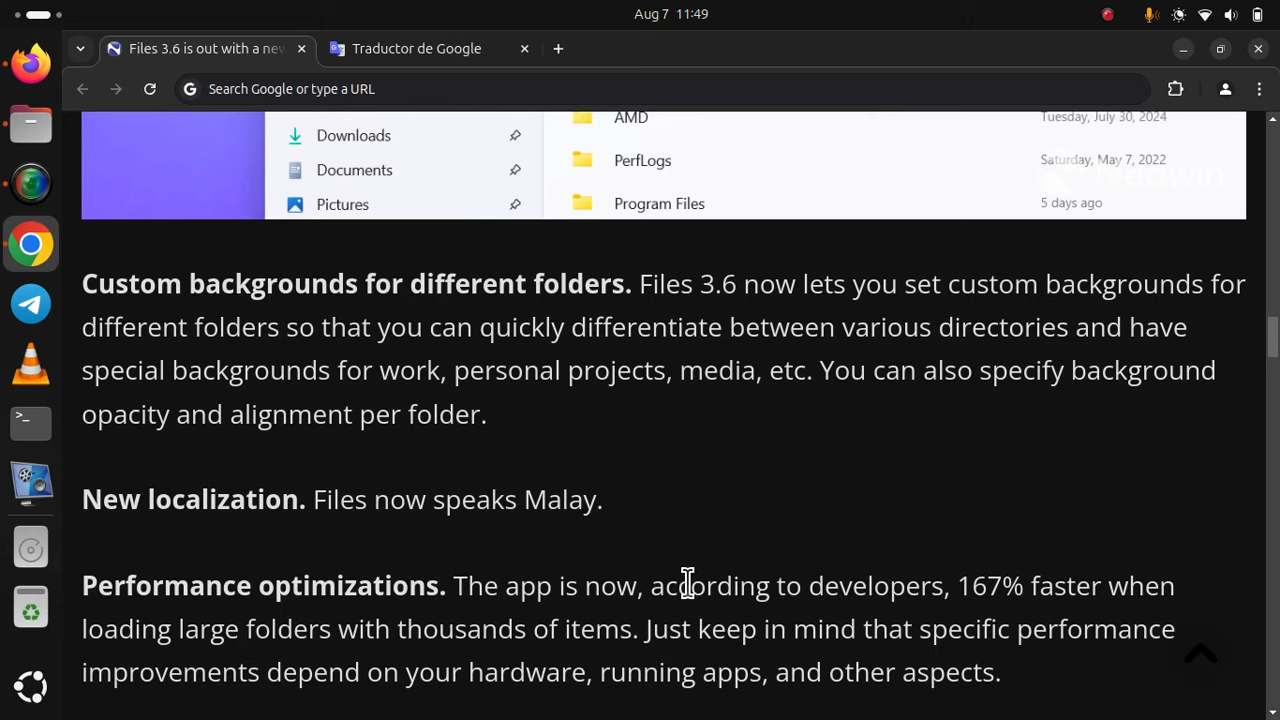 Aug 7 11:49
Files 3.6 is out with a new
Traductor de Google
Search Google or type a URL
Downloads
AMD
Tuesday, July 30, 2024
Documents
PerfLogs
Saturday, May 7, 2022
Neowin
Pictures
Program Files
5 days ago
Custom backgrounds for different folders. Files 3.6 now lets you set custom backgrounds for
different folders so that you can quickly differentiate between various directories and have
special backgrounds for work, personal projects, media, etc. You can also specify background
opacity and alignment per folder.
New localization. Files now speaks Malay.
Performance optimizations. The app is now, according to developers, 167% faster when
loading large folders with thousands of items. Just keep in mind that specific performance
improvements depend on your hardware, running apps, and other aspects.